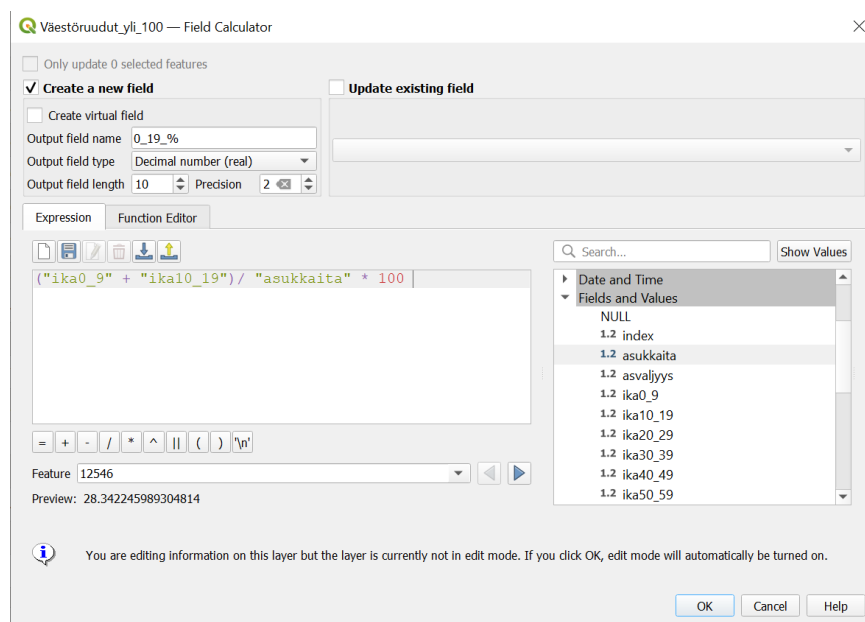 Väestöruudut_yli_100 — Field Calculator
Only update 0 selected features
Create a new field
Update existing field
Create virtual field
Output field name 0_19_%
Output field type Decimal number (real)
Output field length 10 Precision 2
Expression Function Editor
Search... Show Values
("ika0_9" + "ika10_19")/ "asukkaita" * 100
Date and Time
Fields and Values
NULL
1.2 index
1.2 asukkaita
1.2 asvaljyys
1.2 ika0_9
1.2 ika10_19
1.2 ika20_29
1.2 ika30_39
1.2 ika40_49
1.2 ika50_59
= + - / * ^ || ( ) '\n'
Feature 12546
Preview: 28.342245989304814
You are editing information on this layer but the layer is currently not in edit mode. If you click OK, edit mode will automatically be turned on.
OK Cancel Help